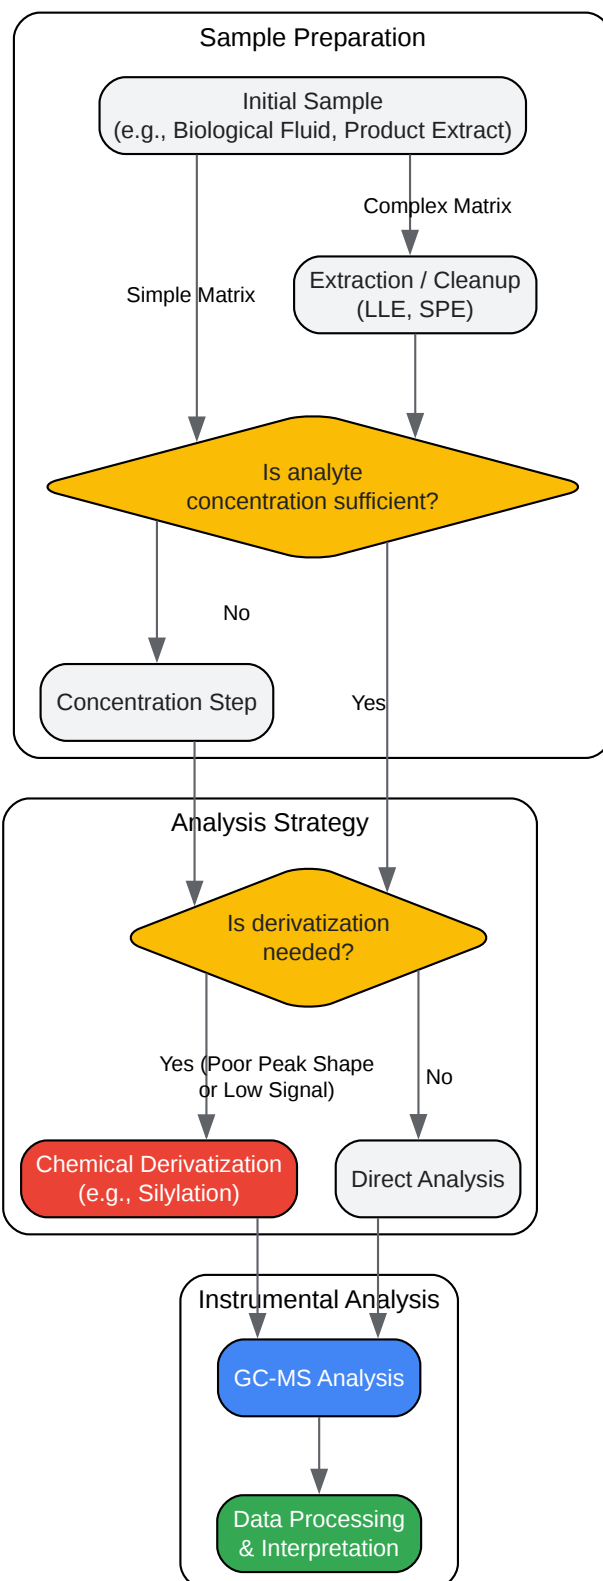 Sample Preparation
Initial Sample
(e.g., Biological Fluid, Product Extract)
Complex Matrix
Extraction / Cleanup
(LLE, SPE)
Simple Matrix
Is analyte
concentration sufficient?
No
Concentration Step
Yes
Analysis Strategy
Is derivatization
needed?
Yes (Poor Peak Shape
or Low Signal)
No
Chemical Derivatization
(e.g., Silylation)
Direct Analysis
Instrumental Analysis
GC-MS Analysis
Data Processing
& Interpretation